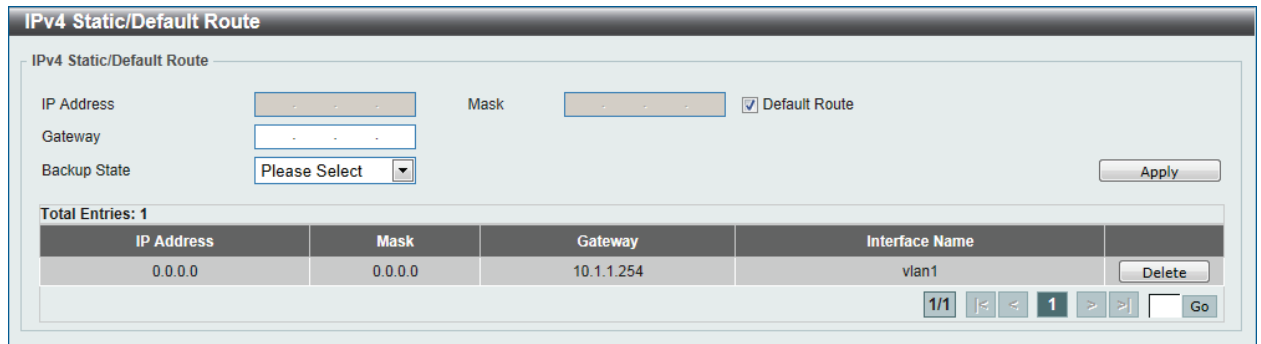 IPv4 Static/Default Route
IPv4 Static/Default Route
IP Address . . . Mask . . . Default Route
Gateway . . .
Backup State Please Select Apply
Total Entries: 1
IP Address Mask Gateway Interface Name
0.0.0.0 0.0.0.0 10.1.1.254 vlan1 Delete
1/1 |< < 1 > >| Go